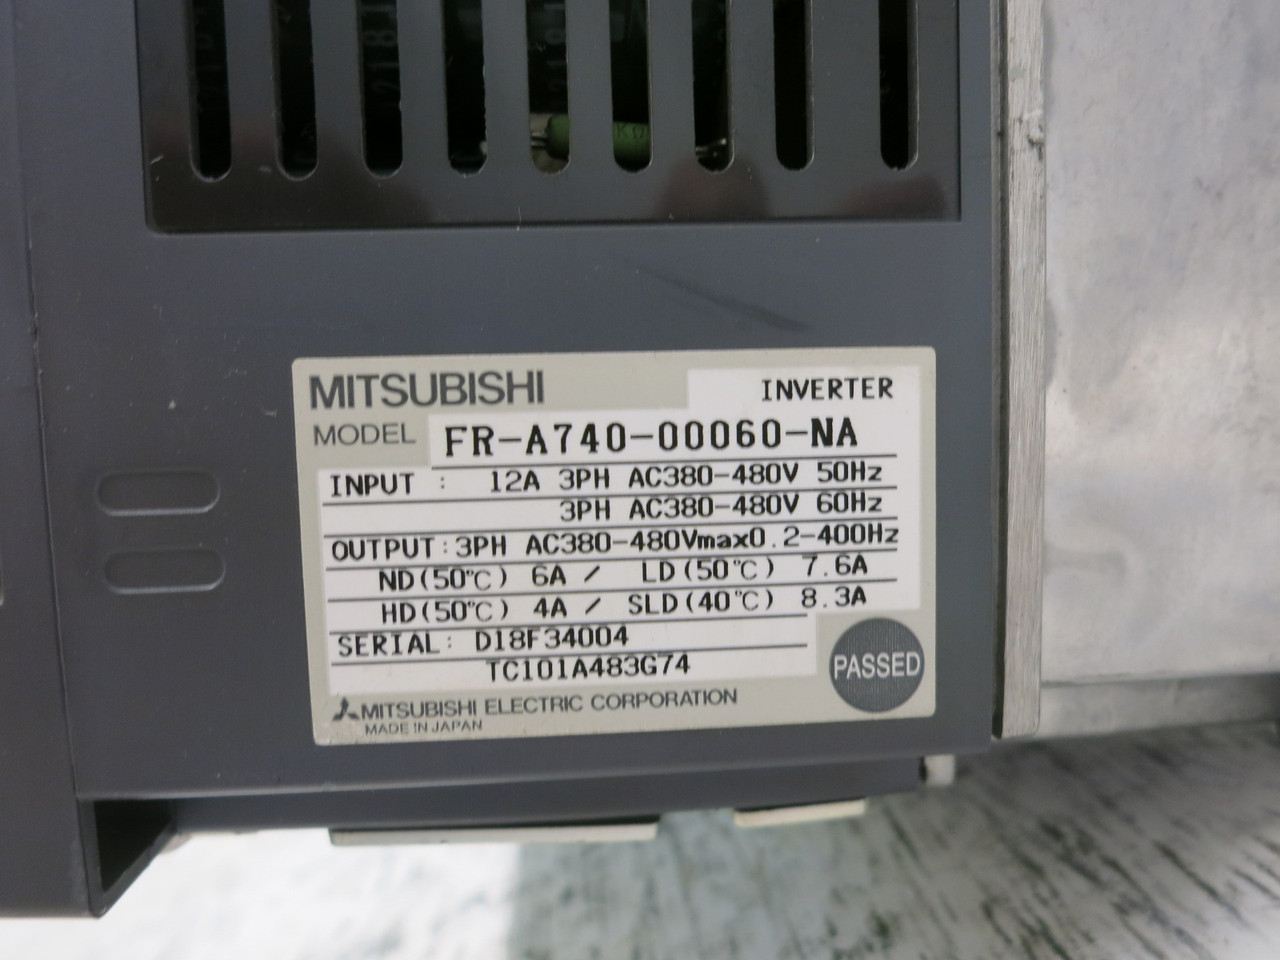 MITSUBISHI INVERTER
MODEL FR-A740-00060-NA
INPUT : 12A 3PH AC380-480V 50Hz
3PH AC380-480V 60Hz
OUTPUT:3PH AC380-480Vmax0.2-400Hz
ND(50℃) 6A / LD(50℃) 7.6A
HD(50℃) 4A / SLD(40℃) 8.3A
SERIAL: D18F34004
TC101A483G74
PASSED
MITSUBISHI ELECTRIC CORPORATION
MADE IN JAPAN